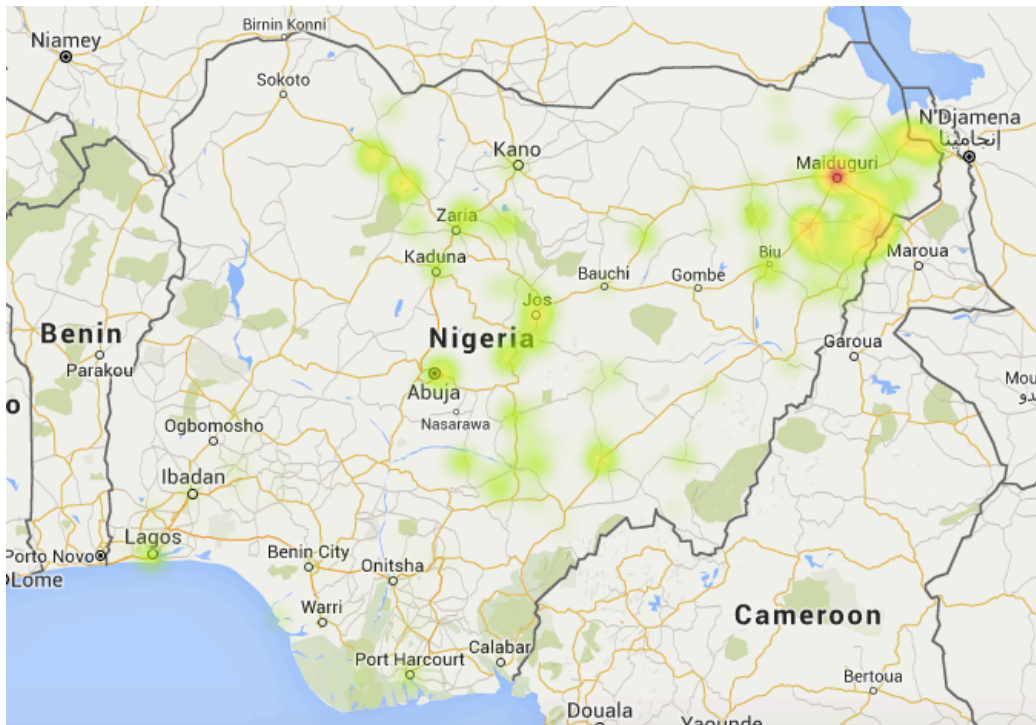 Birnin Konni
Niamey
Sokoto
N'Djamena
إنجامينا
Kano
Maiduguri
Zaria
Kaduna
Biu
Maroua
Bauchi
Gombe
Jos
Benin
Nigeria
Garoua
Parakou
Abuja
Mou
يدو
o
Nasarawa
Ogbomosho
Ibadan
Lagos
Porto Novo
Benin City
Onitsha
Lome
Warri
Cameroon
Calabar
Port Harcourt
Bertoua
Douala
Yaounde